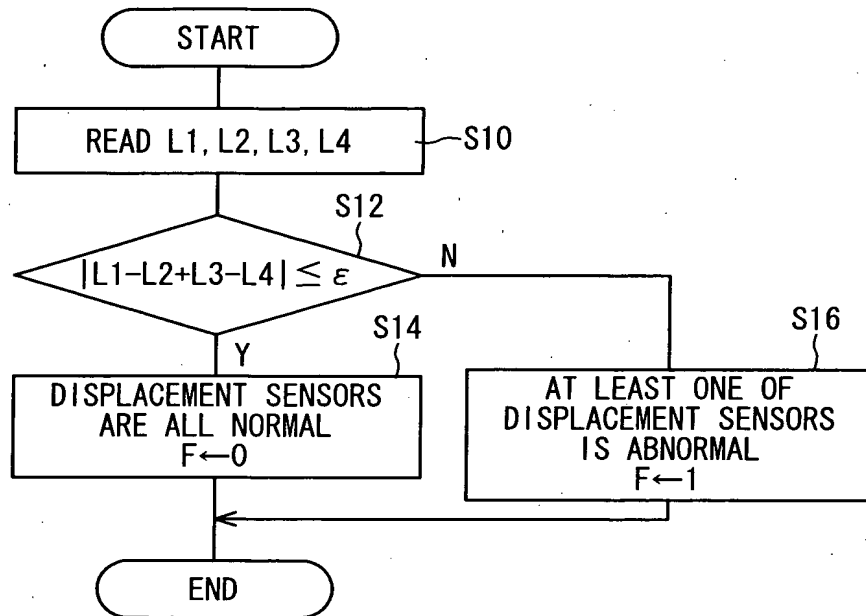 START
READ L1, L2, L3, L4
S10
S12
|L1-L2+L3-L4| ≦ ε
N
Y
S14
DISPLACEMENT SENSORS
ARE ALL NORMAL
F←0
S16
AT LEAST ONE OF
DISPLACEMENT SENSORS
IS ABNORMAL
F←1
END